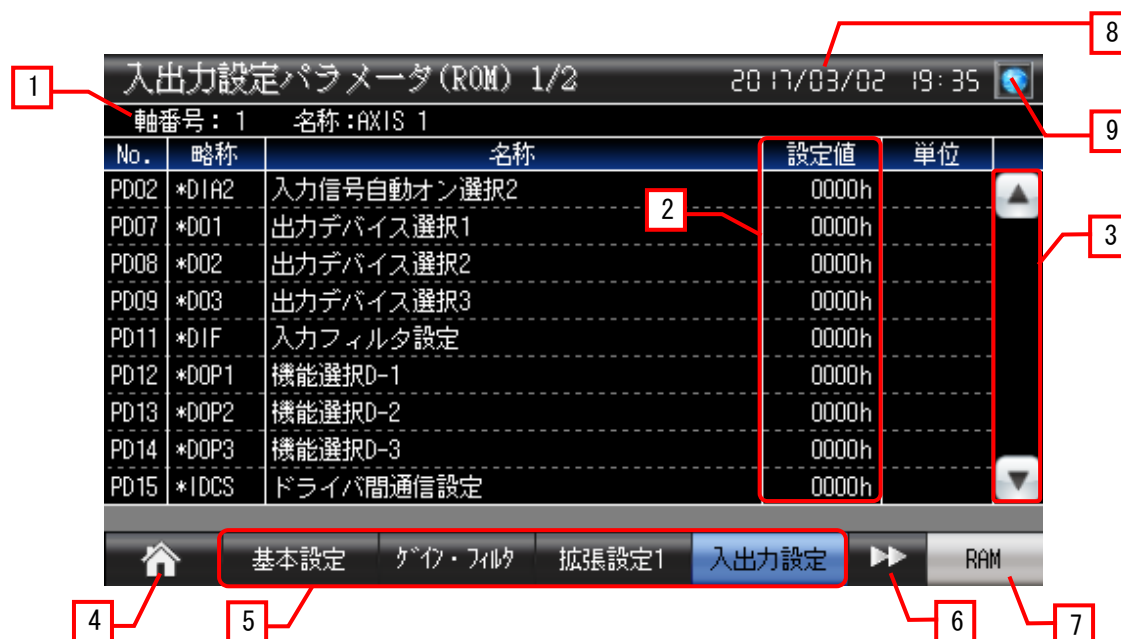 8
入出力設定パラメータ(ROM) 1/2 2017/03/02 19:35
1
軸番号: 1 名称:AXIS 1
9
No. 略称 名称 設定値 単位
PD02 *DIA2 入力信号自動オン選択2 0000h
2
PD07 *DO1 出力デバイス選択1 0000h
3
PD08 *DO2 出力デバイス選択2 0000h
PD09 *DO3 出力デバイス選択3 0000h
PD11 *DIF 入力フィルタ設定 0000h
PD12 *DOP1 機能選択D-1 0000h
PD13 *DOP2 機能選択D-2 0000h
PD14 *DOP3 機能選択D-3 0000h
PD15 *IDCS ドライバ間通信設定 0000h
基本設定 ゲイン・フィルタ 拡張設定1 入出力設定 RAM
4 5 6 7